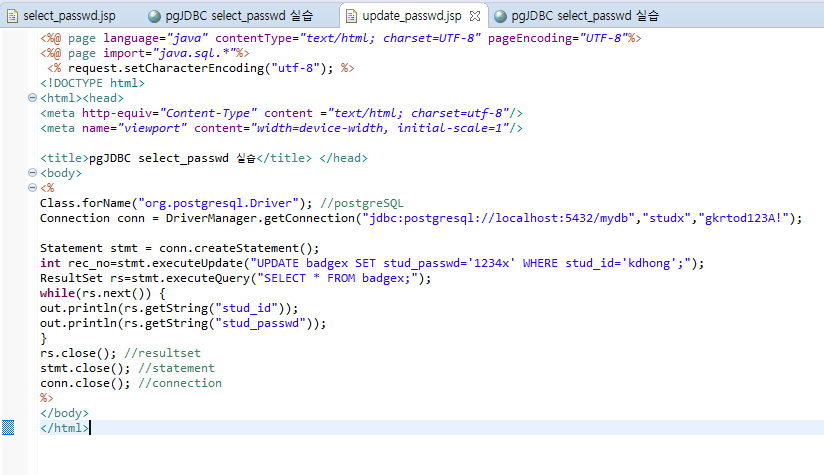 select_passwd.jsp pgJDBC select_passwd 실습 update_passwd.jsp pgJDBC select_passwd 실습
<%@ page language="java" contentType="text/html; charset=UTF-8" pageEncoding="UTF-8"%>
<%@ page import="java.sql.*"%>
<% request.setCharacterEncoding("utf-8"); %>
<!DOCTYPE html>
<html><head>
<meta http-equiv="Content-Type" content ="text/html; charset=utf-8"/>
<meta name="viewport" content="width=device-width, initial-scale=1"/>
<title>pgJDBC select_passwd 실습</title> </head>
<body>
<%
Class.forName("org.postgresql.Driver"); //postgreSQL
Connection conn = DriverManager.getConnection("jdbc:postgresql://localhost:5432/mydb","studx","gkrtod123A!");
Statement stmt = conn.createStatement();
int rec_no=stmt.executeUpdate("UPDATE badgex SET stud_passwd='1234x' WHERE stud_id='kdhong';");
ResultSet rs=stmt.executeQuery("SELECT * FROM badgex;");
while(rs.next()) {
out.println(rs.getString("stud_id"));
out.println(rs.getString("stud_passwd"));
}
rs.close(); //resultset
stmt.close(); //statement
conn.close(); //connection
%>
</body>
</html>